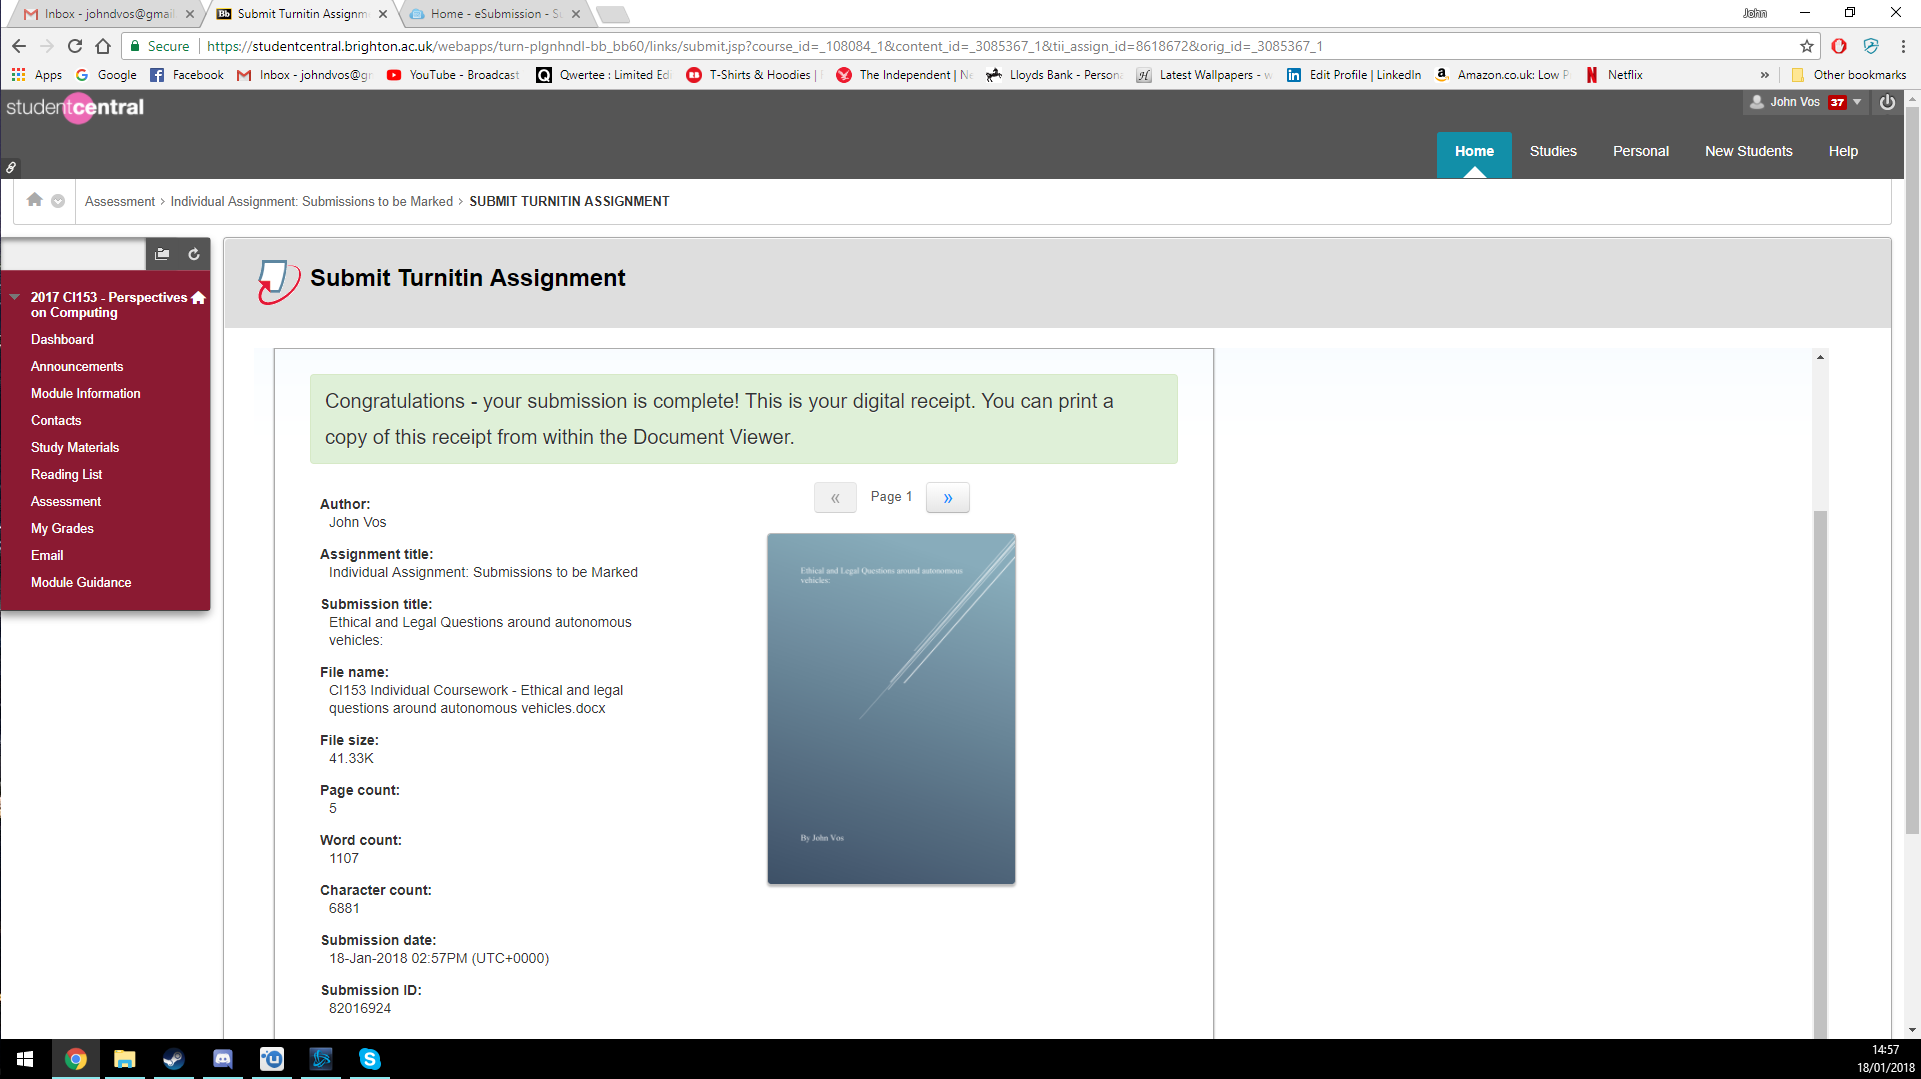 Inbox - johndvos@gmail.
Submit Turnitin Assignm
Home - eSubmission - S
John
Secure
https://studentcentral.brighton.ac.uk/webapps/turn-plgnhndl-bb_bb60/links/submit.jsp?course_id=_108084_1&content_id=_3085367_1&tii_assign_id=8618672&orig_id=_3085367_1
Apps
Google
Facebook
Inbox - johndvos@gm
YouTube - Broadcast
Qwertee : Limited Edi
T-Shirts & Hoodies |
The Independent | Ne
Lloyds Bank - Persona
Latest Wallpapers - w
Edit Profile | LinkedIn
Amazon.co.uk: Low P
Netflix
»
Other bookmarks
studentcentral
John Vos 37
Home
Studies
Personal
New Students
Help
Assessment > Individual Assignment: Submissions to be Marked > SUBMIT TURNITIN ASSIGNMENT
2017 CI153 - Perspectives
on Computing
Dashboard
Announcements
Module Information
Contacts
Study Materials
Reading List
Assessment
My Grades
Email
Module Guidance
Submit Turnitin Assignment
Congratulations - your submission is complete! This is your digital receipt. You can print a
copy of this receipt from within the Document Viewer.
« Page 1 »
Author:
John Vos
Assignment title:
Individual Assignment: Submissions to be Marked
Submission title:
Ethical and Legal Questions around autonomous
vehicles:
File name:
CI153 Individual Coursework - Ethical and legal
questions around autonomous vehicles.docx
File size:
41.33K
Page count:
5
Word count:
1107
Character count:
6881
Submission date:
18-Jan-2018 02:57PM (UTC+0000)
Submission ID:
82016924
Ethical and Legal Questions around autonomous
vehicles:
By John Vos
14:57
18/01/2018